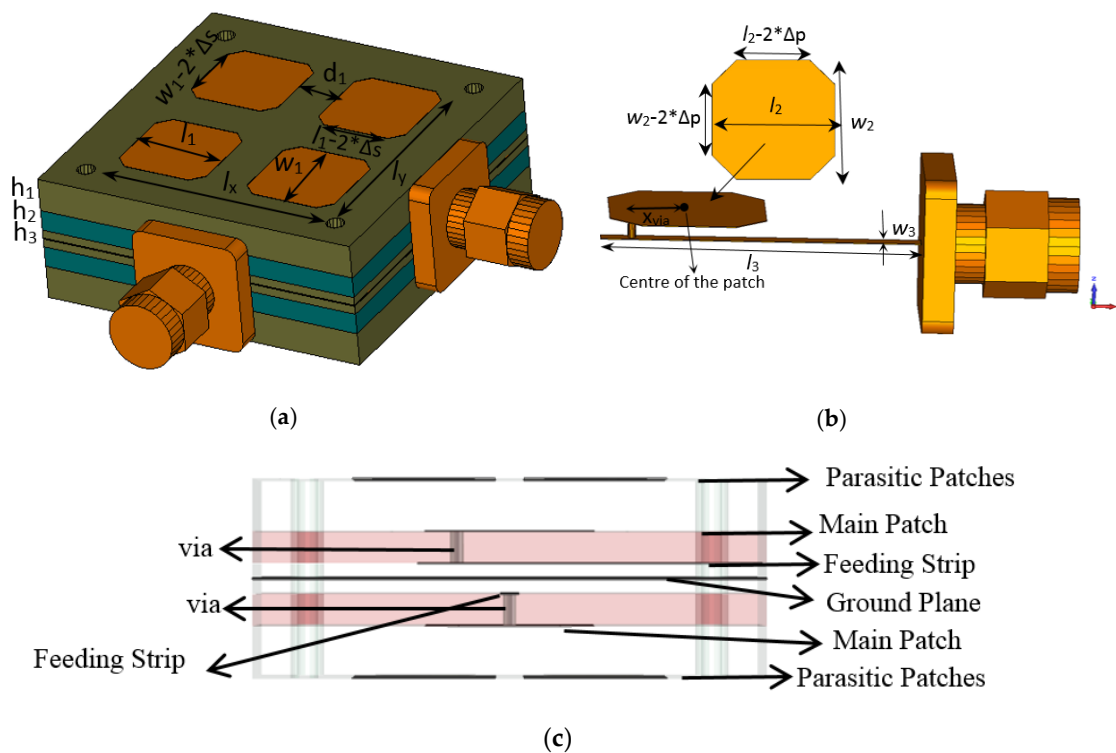 (a)
w₁-2*Δs
d₁
l₁
l₁-2*Δs
w₁
lₓ
l_y
h₁
h₂
h₃
(b)
l₂-2*Δp
w₂-2*Δp
l₂
w₂
x_via
w₃
l₃
Centre of the patch
z
(a)
(b)
Parasitic Patches
Main Patch
via
Feeding Strip
Ground Plane
via
Main Patch
Feeding Strip
Parasitic Patches
(c)